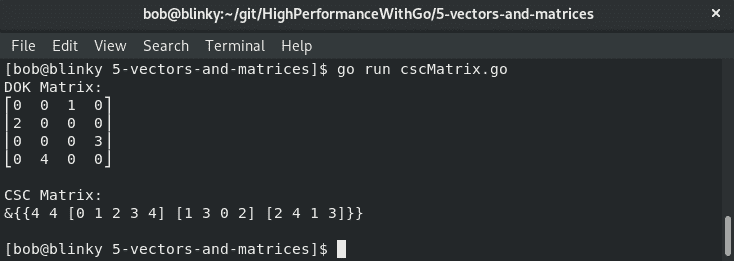 bob@blinky:~/git/HighPerformanceWithGo/5-vectors-and-matrices ×
File Edit View Search Terminal Help
[bob@blinky 5-vectors-and-matrices]$ go run cscMatrix.go
DOK Matrix:
⎡0  0  1  0⎤
⎢2  0  0  0⎥
⎢0  0  0  3⎥
⎣0  4  0  0⎦
CSC Matrix:
&{{4 4 [0 1 2 3 4] [1 3 0 2] [2 4 1 3]}}
[bob@blinky 5-vectors-and-matrices]$